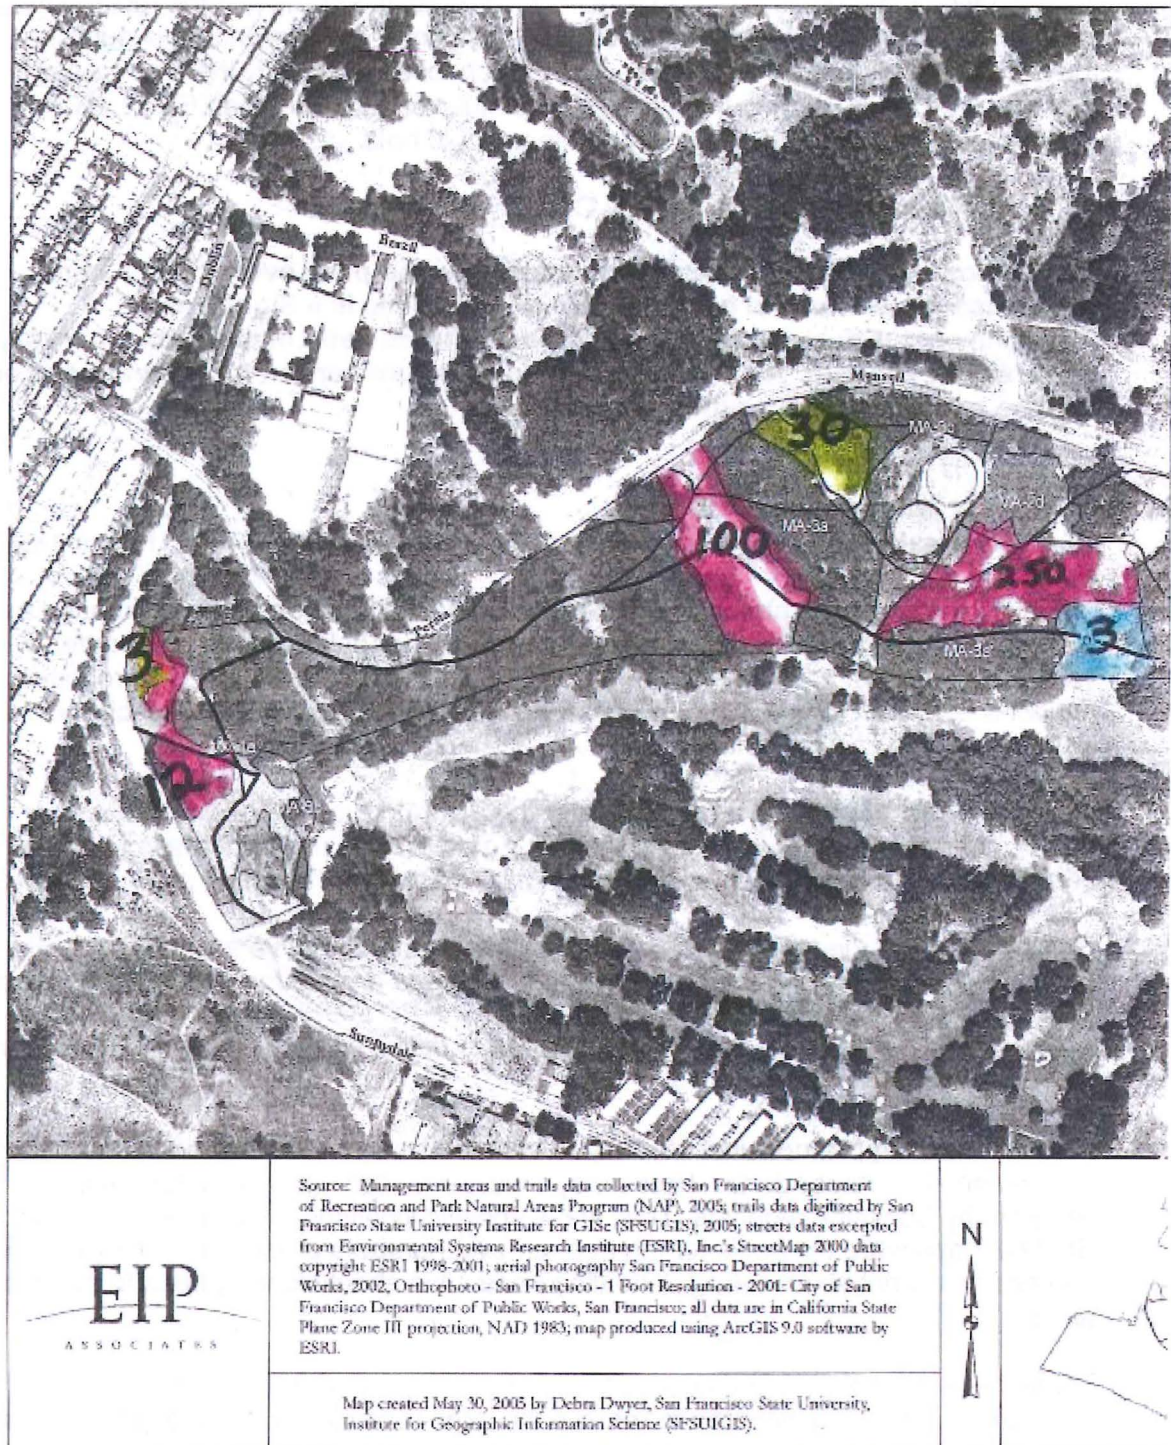 Brazil
Mansell
30
MA-3a
100
250
3
3
MA-3e
12
Sunnydale
EIP
ASSOCIATES
Source: Management areas and trails data collected by San Francisco Department
of Recreation and Park Natural Areas Program (NAP), 2005; trails data digitized by San
Francisco State University Institute for GISc (SFSUGIS), 2005; streets data excerpted
from Environmental Systems Research Institute (ESRI), Inc.'s StreetMap 2000 data
copyright ESRI 1998-2001; aerial photography San Francisco Department of Public
Works, 2002, Orthophoto - San Francisco - 1 Foot Resolution - 2001: City of San
Francisco Department of Public Works, San Francisco; all data are in California State
Plane Zone III projection, NAD 1983; map produced using ArcGIS 9.0 software by
ESRI.
N
Map created May 30, 2005 by Debra Dwyer, San Francisco State University,
Institute for Geographic Information Science (SFSUIGIS).